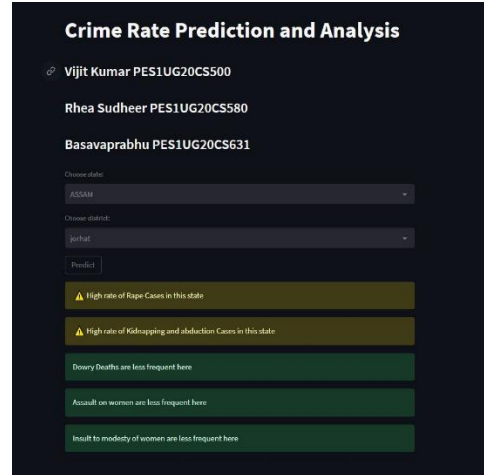 Crime Rate Prediction and Analysis
Vijit Kumar PES1UG20CS500
Rhea Sudheer PES1UG20CS580
Basavaprabhu PES1UG20CS631
Choose state:
ASSAM
Choose district:
jorhat
Predict
⚠ High rate of Rape Cases in this state
⚠ High rate of Kidnapping and abduction Cases in this state
Dowry Deaths are less frequent here
Assault on women are less frequent here
Insult to modesty of women are less frequent here